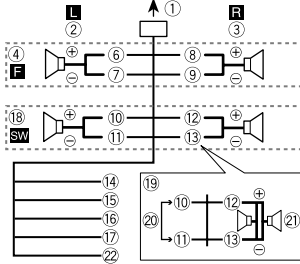 L ① R
② ③
④ ⊕ ⑥ ⑧ ⊕
F ⊖ ⑦ ⑨ ⊖
⑱ ⊕ ⑩ ⑫ ⊕
SW ⊖ ⑪ ⑬ ⊖
⑭ ⑲
⑮ ⑩ ⑫ ⊕
⑯ ⑳ ㉑
⑰ ⑪ ⑬ ⊖
㉒